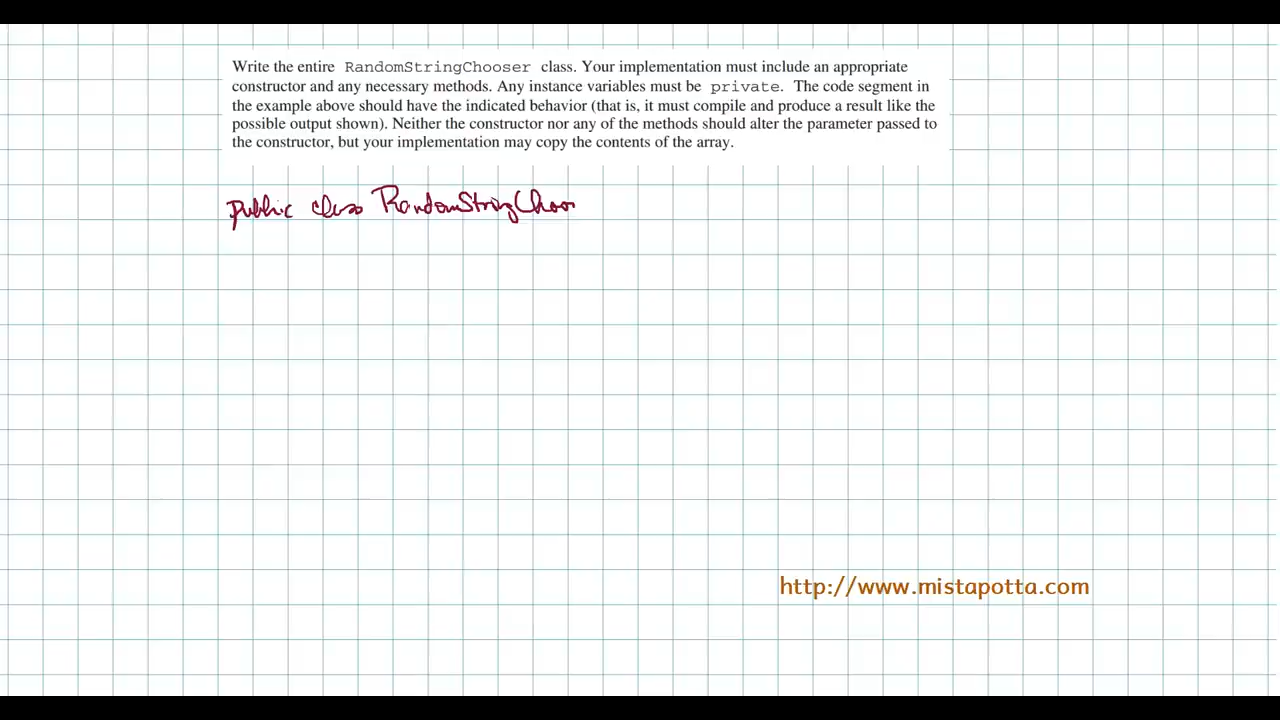 Write the entire RandomStringChooser class. Your implementation must include an appropriate
constructor and any necessary methods. Any instance variables must be private. The code segment in
the example above should have the indicated behavior (that is, it must compile and produce a result like the
possible output shown). Neither the constructor nor any of the methods should alter the parameter passed to
the constructor, but your implementation may copy the contents of the array.
public class RandomStringChoos
http://www.mistapotta.com